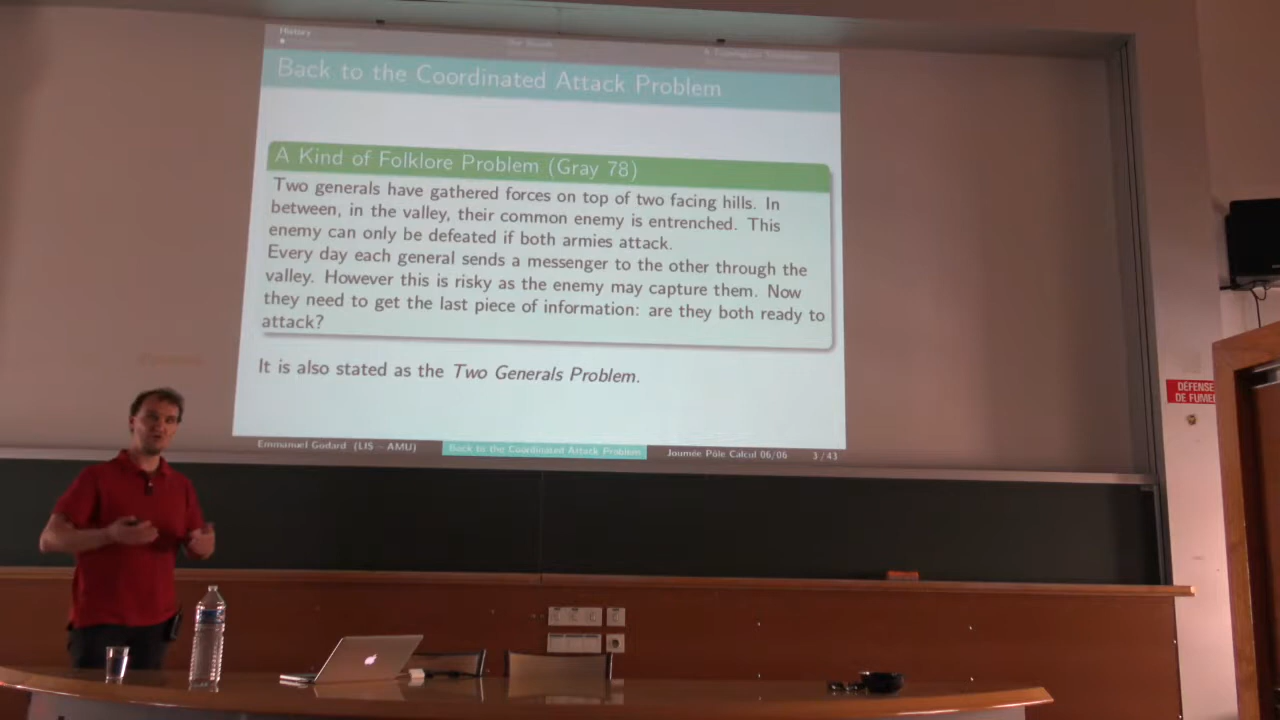 History
Back to the Coordinated Attack Problem
A Kind of Folklore Problem (Gray 78)
Two generals have gathered forces on top of two facing hills. In
between, in the valley, their common enemy is entrenched. This
enemy can only be defeated if both armies attack.
Every day each general sends a messenger to the other through the
valley. However this is risky as the enemy may capture them. Now
they need to get the last piece of information: are they both ready to
attack?
It is also stated as the Two Generals Problem.
Emmanuel Godard (LIS – AMU)
Back to the Coordinated Attack Problem
Journée Pôle Calcul 06/06
3 / 43
DÉFENSE
DE FUMER